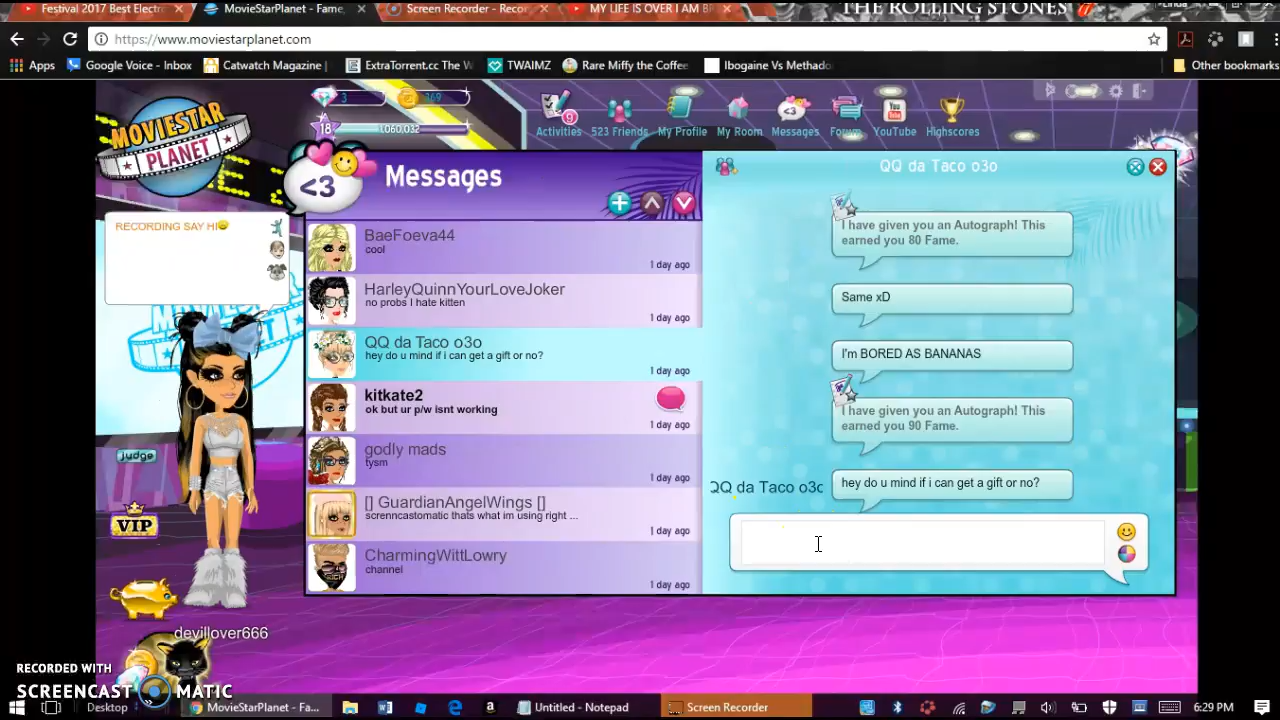 Festival 2017 Best Electr
MovieStarPlanet - Fame,
Screen Recorder - Recor
MY LIFE IS OVER I AM B
THE ROLLING STONES
https://www.moviestarplanet.com
Apps
Google Voice - Inbox
Catwatch Magazine |
ExtraTorrent.cc The W
TWAIMZ
Rare Miffy the Coffee
Ibogaine Vs Methado
Other bookmarks
MOVIESTAR
PLANET
3
369
18
1,060,032
Activities
9
523 Friends
My Profile
My Room
Messages
Forum
YouTube
Highscores
<3
Messages
RECORDING SAY HI
BaeFoeva44
cool
1 day ago
HarleyQuinnYourLoveJoker
no probs I hate kitten
1 day ago
QQ da Taco o3o
hey do u mind if i can get a gift or no?
1 day ago
kitkate2
ok but ur p/w isnt working
1 day ago
godly mads
tysm
1 day ago
[] GuardianAngelWings []
screnncastomatic thats what im using right ...
1 day ago
CharmingWittLowry
channel
1 day ago
QQ da Taco o3o
I have given you an Autograph! This
earned you 80 Fame.
Same xD
I'm BORED AS BANANAS
I have given you an Autograph! This
earned you 90 Fame.
QQ da Taco o3o
hey do u mind if i can get a gift or no?
judge
VIP
devillover666
RECORDED WITH
SCREENCAST MATIC
Desktop
MovieStarPlanet - Fa...
Untitled - Notepad
Screen Recorder
6:29 PM